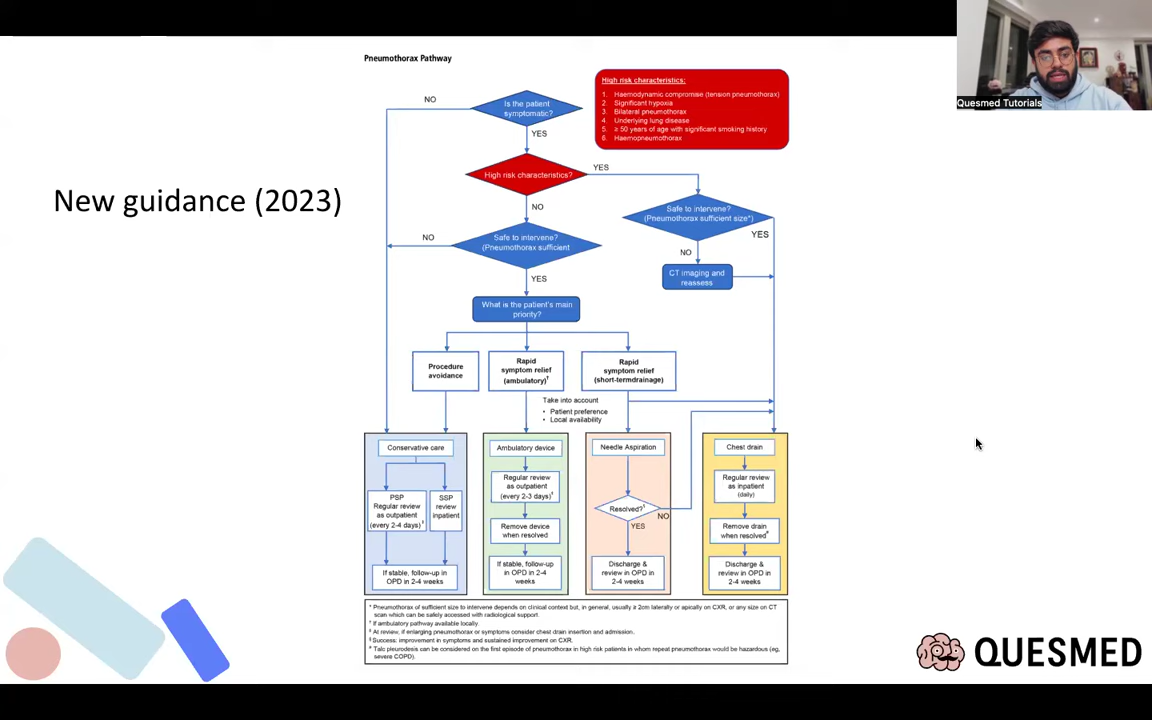 Quesmed Tutorials
Pneumothorax Pathway
High risk characteristics:
1. Haemodynamic compromise (tension pneumothorax)
2. Significant hypoxia
3. Bilateral pneumothorax
4. Underlying lung disease
5. ≥ 50 years of age with significant smoking history
6. Haemopneumothorax
NO
Is the patient
symptomatic?
YES
High risk characteristics?
YES
NO
New guidance (2023)
Safe to intervene?
(Pneumothorax sufficient size*)
YES
NO
CT imaging and
reassess
NO
Safe to intervene?
(Pneumothorax sufficient
YES
What is the patient's main
priority?
Procedure
avoidance
Rapid
symptom relief
(ambulatory)†
Rapid
symptom relief
(short-termdrainage)
Take into account
• Patient preference
• Local availability
Conservative care
PSP
Regular review
as outpatient
(every 2-4 days)‡
SSP
review
inpatient
If stable, follow-up in
OPD in 2-4 weeks
Ambulatory device
Regular review
as outpatient
(every 2-3 days)‡
Remove device
when resolved
If stable, follow-up
in OPD in 2-4
weeks
Needle Aspiration
Resolved?§
NO
YES
Discharge &
review in OPD in
2-4 weeks
Chest drain
Regular review
as inpatient
(daily)
Remove drain
when resolved#
Discharge &
review in OPD in
2-4 weeks
* Pneumothorax of sufficient size to intervene depends on clinical context but, in general, usually ≥ 2cm laterally or apically on CXR, or any size on CT
scan which can be safely accessed with radiological support.
† If ambulatory pathway available locally.
‡ At review, if enlarging pneumothorax or symptoms consider chest drain insertion and admission.
§ Success: improvement in symptoms and sustained improvement on CXR.
# Talc pleurodesis can be considered on the first episode of pneumothorax in high risk patients in whom repeat pneumothorax would be hazardous (eg,
severe COPD).
QUESMED